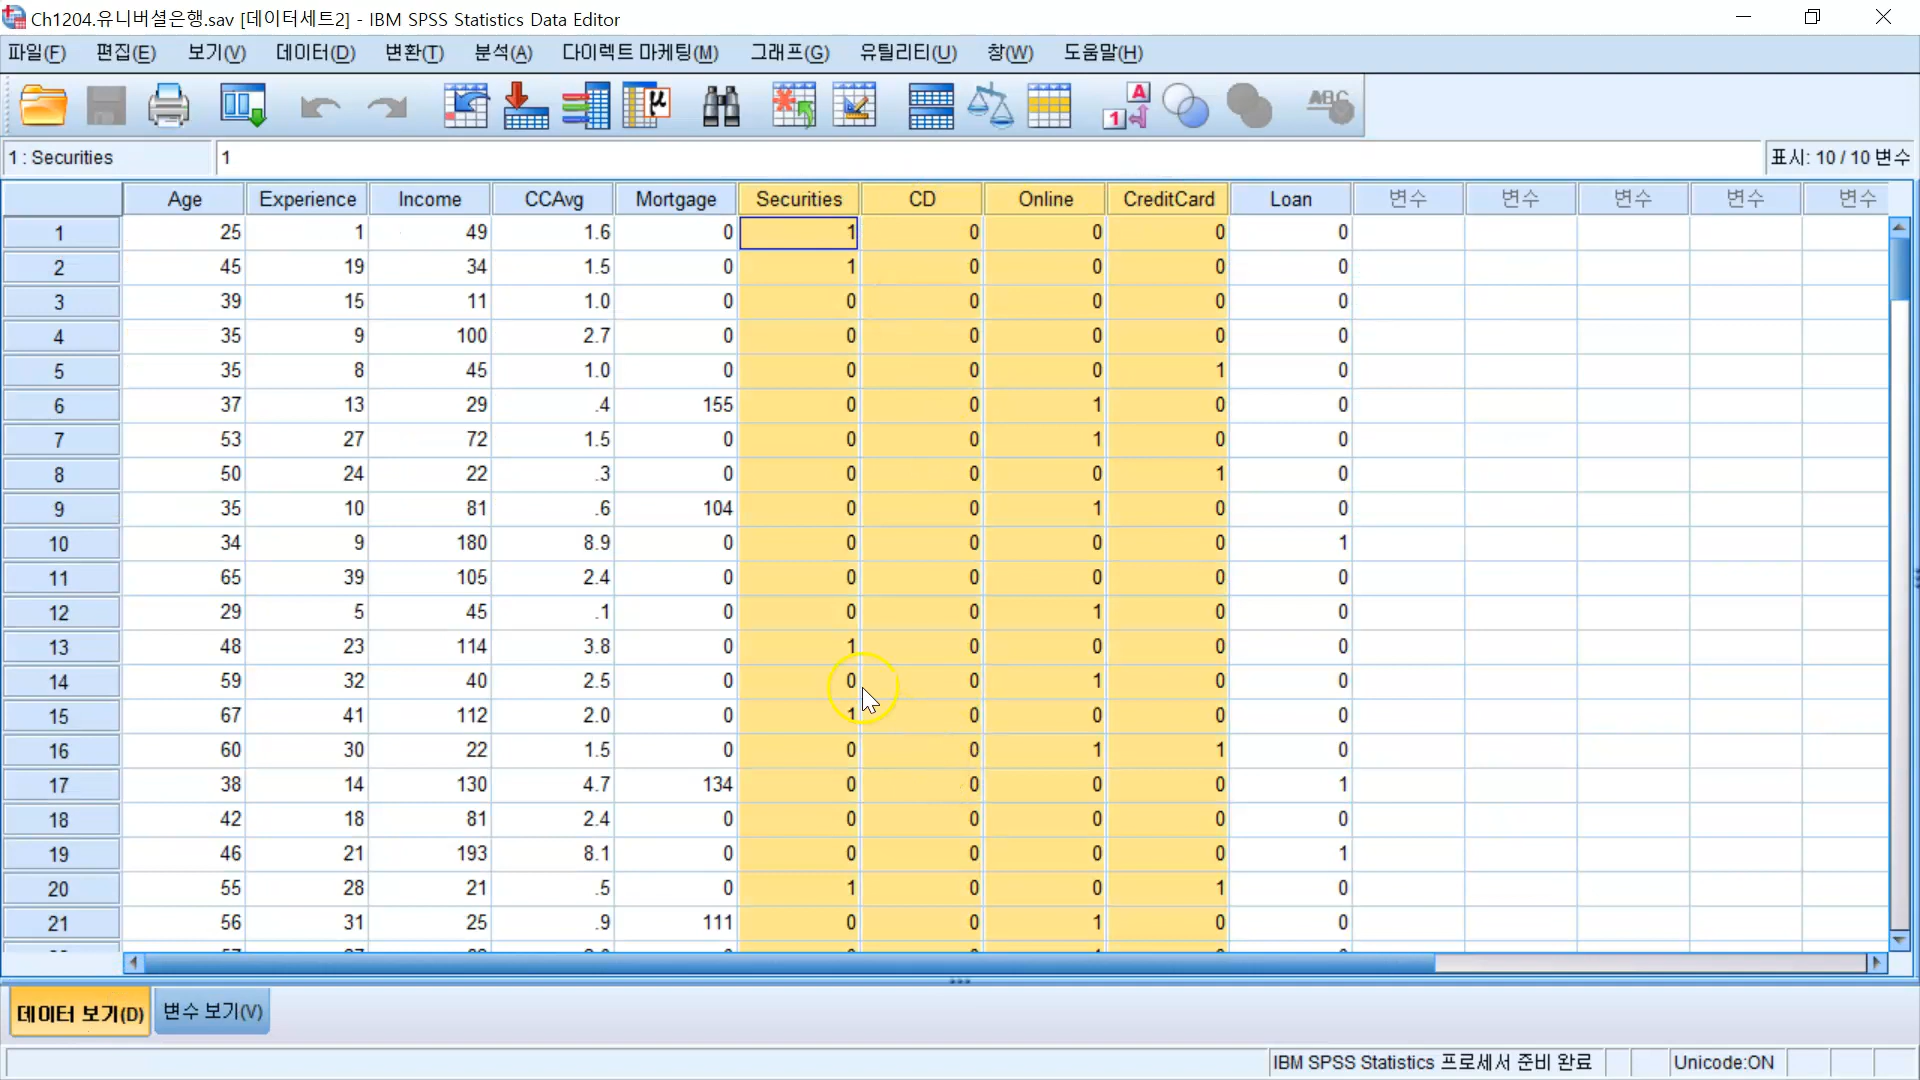 Ch1204.유니버셜은행.sav [데이터세트2] - IBM SPSS Statistics Data Editor
파일(F) 편집(E) 보기(V) 데이터(D) 변환(T) 분석(A) 다이렉트 마케팅(M) 그래프(G) 유틸리티(U) 창(W) 도움말(H)
1 : Securities 1 표시: 10 / 10 변수
Age Experience Income CCAvg Mortgage Securities CD Online CreditCard Loan 변수 변수 변수 변수 변수
1 25 1 49 1.6 0 1 0 0 0 0
2 45 19 34 1.5 0 1 0 0 0 0
3 39 15 11 1.0 0 0 0 0 0 0
4 35 9 100 2.7 0 0 0 0 0 0
5 35 8 45 1.0 0 0 0 0 1 0
6 37 13 29 .4 155 0 0 1 0 0
7 53 27 72 1.5 0 0 0 1 0 0
8 50 24 22 .3 0 0 0 0 1 0
9 35 10 81 .6 104 0 0 1 0 0
10 34 9 180 8.9 0 0 0 0 0 1
11 65 39 105 2.4 0 0 0 0 0 0
12 29 5 45 .1 0 0 0 1 0 0
13 48 23 114 3.8 0 1 0 0 0 0
14 59 32 40 2.5 0 0 0 1 0 0
15 67 41 112 2.0 0 1 0 0 0 0
16 60 30 22 1.5 0 0 0 1 1 0
17 38 14 130 4.7 134 0 0 0 0 1
18 42 18 81 2.4 0 0 0 0 0 0
19 46 21 193 8.1 0 0 0 0 0 1
20 55 28 21 .5 0 1 0 0 1 0
21 56 31 25 .9 111 0 0 1 0 0
데이터 보기(D) 변수 보기(V)
IBM SPSS Statistics 프로세서 준비 완료 Unicode:ON